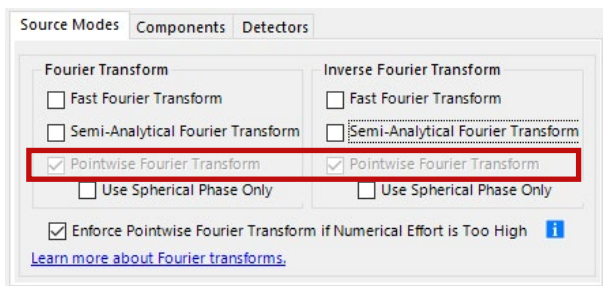 Source Modes Components Detectors
Fourier Transform Inverse Fourier Transform
Fast Fourier Transform Fast Fourier Transform
Semi-Analytical Fourier Transform Semi-Analytical Fourier Transform
Pointwise Fourier Transform Pointwise Fourier Transform
Use Spherical Phase Only Use Spherical Phase Only
Enforce Pointwise Fourier Transform if Numerical Effort is Too High i
Learn more about Fourier transforms.